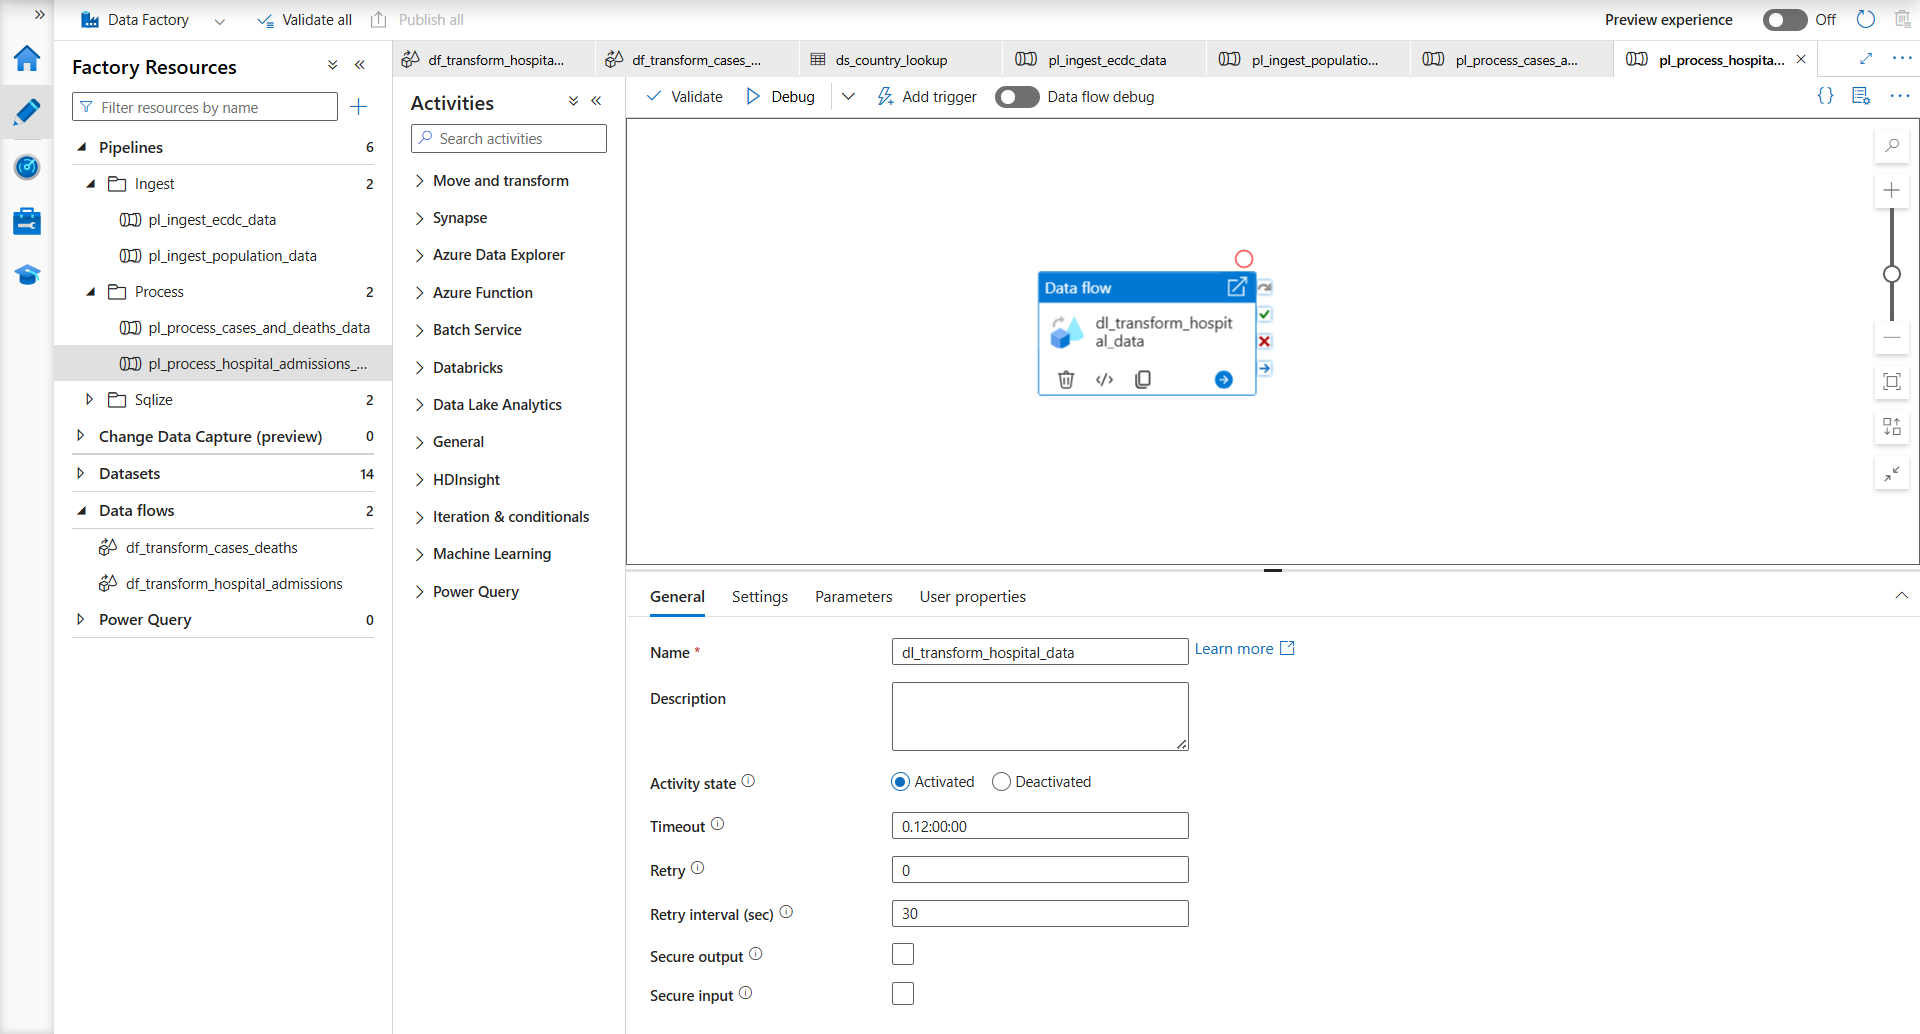 Data Factory
Validate all
Publish all
Preview experience
Off
Factory Resources
Filter resources by name
Pipelines 6
Ingest 2
pl_ingest_ecdc_data
pl_ingest_population_data
Process 2
pl_process_cases_and_deaths_data
pl_process_hospital_admissions_...
Sqlize 2
Change Data Capture (preview) 0
Datasets 14
Data flows 2
df_transform_cases_deaths
df_transform_hospital_admissions
Power Query 0
df_transform_hospita...
df_transform_cases_...
ds_country_lookup
pl_ingest_ecdc_data
pl_ingest_populatio...
pl_process_cases_a...
pl_process_hospita...
Activities
Search activities
Move and transform
Synapse
Azure Data Explorer
Azure Function
Batch Service
Databricks
Data Lake Analytics
General
HDInsight
Iteration & conditionals
Machine Learning
Power Query
Validate
Debug
Add trigger
Data flow debug
Data flow
dl_transform_hospit
al_data
General
Settings
Parameters
User properties
Name *
dl_transform_hospital_data
Learn more
Description
Activity state
Activated
Deactivated
Timeout
0.12:00:00
Retry
0
Retry interval (sec)
30
Secure output
Secure input